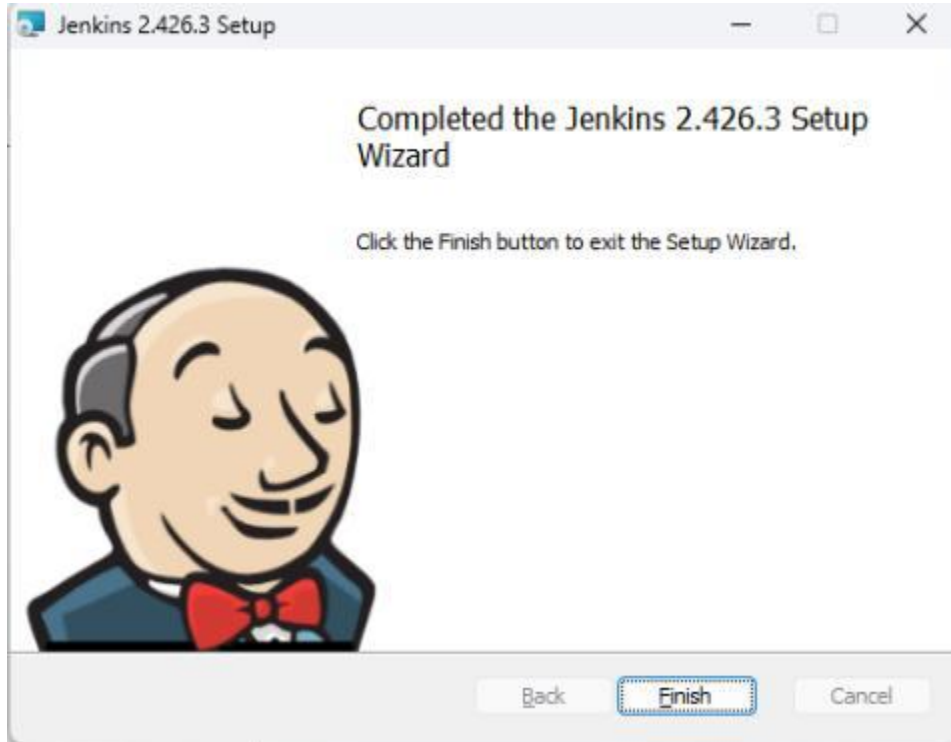 Jenkins 2.426.3 Setup
Completed the Jenkins 2.426.3 Setup
Wizard
Click the Finish button to exit the Setup Wizard.
Back Finish Cancel